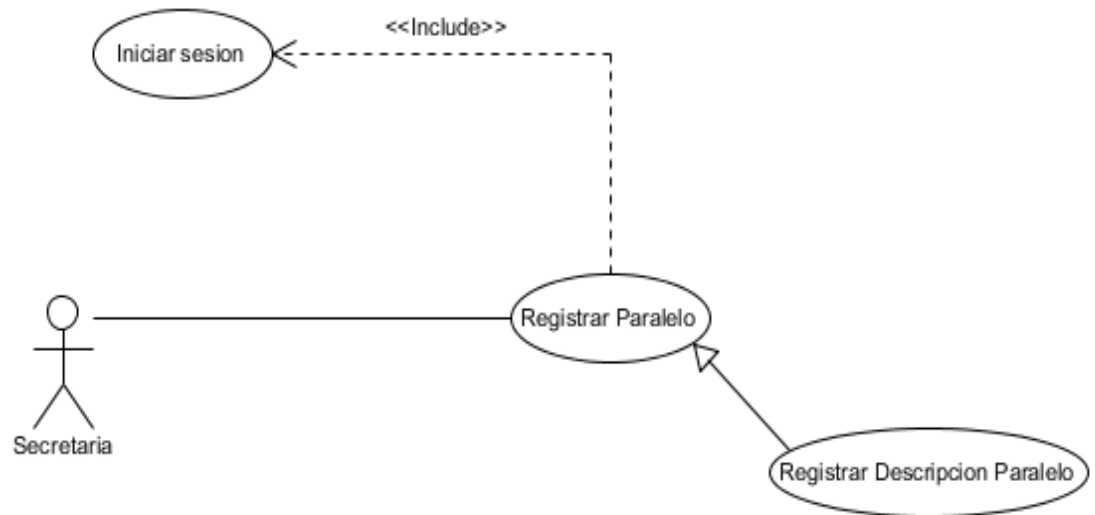 <<Include>>
Iniciar sesion
Registrar Paralelo
Secretaria
Registrar Descripcion Paralelo